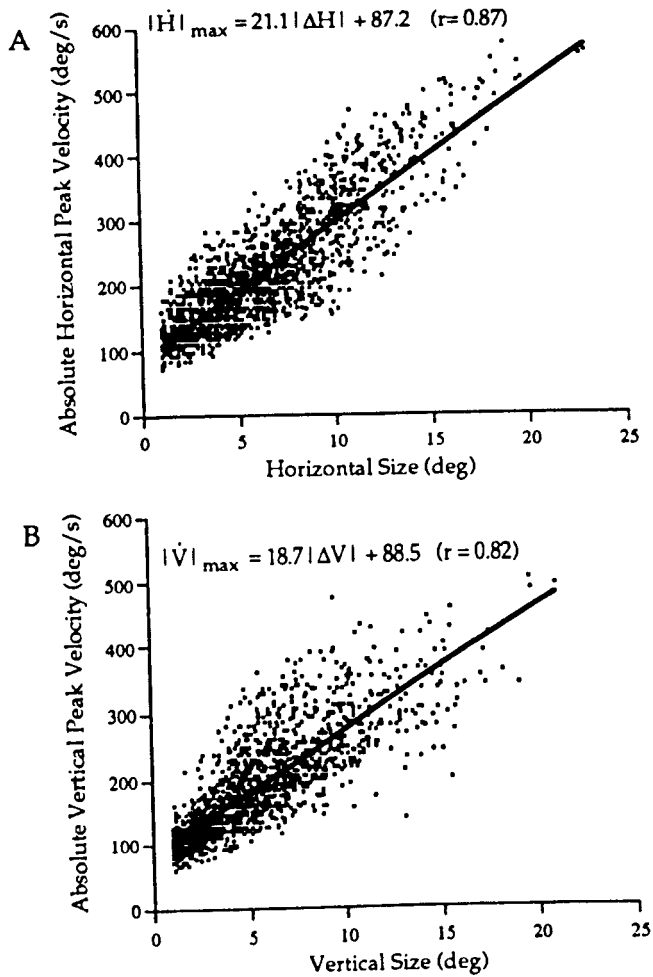 A
|Ḣ| max = 21.1|ΔH| + 87.2 (r= 0.87)
Absolute Horizontal Peak Velocity (deg/s)
600
500
400
300
200
100
0
0 5 10 15 20 25
Horizontal Size (deg)
B
|V̇| max = 18.7|ΔV| + 88.5 (r = 0.82)
Absolute Vertical Peak Velocity (deg/s)
600
500
400
300
200
100
0
0 5 10 15 20 25
Vertical Size (deg)